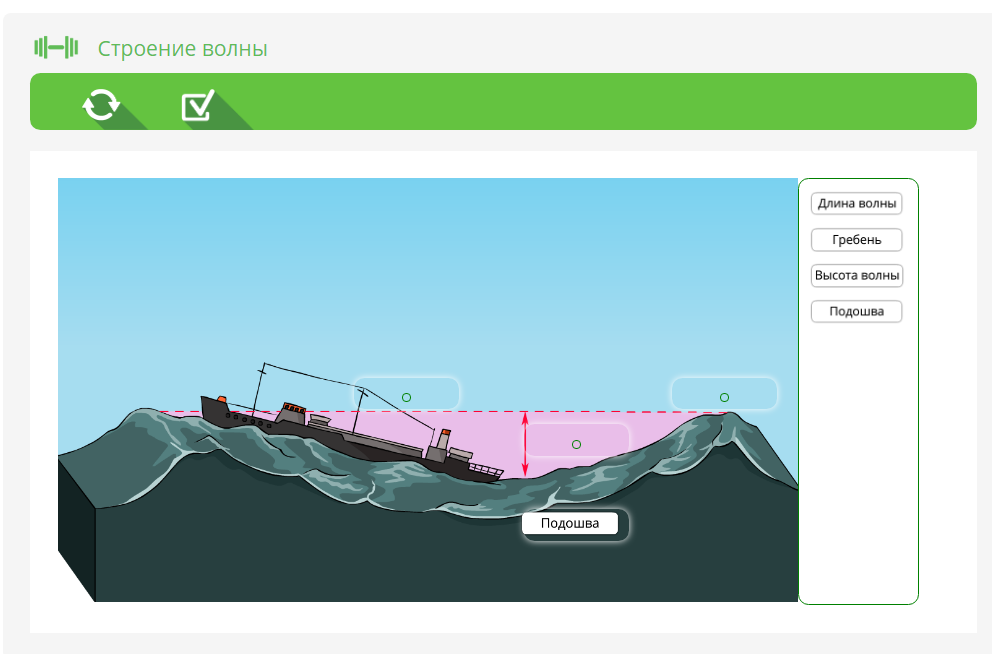 Строение волны
Длина волны
Гребень
Высота волны
Подошва
Подошва